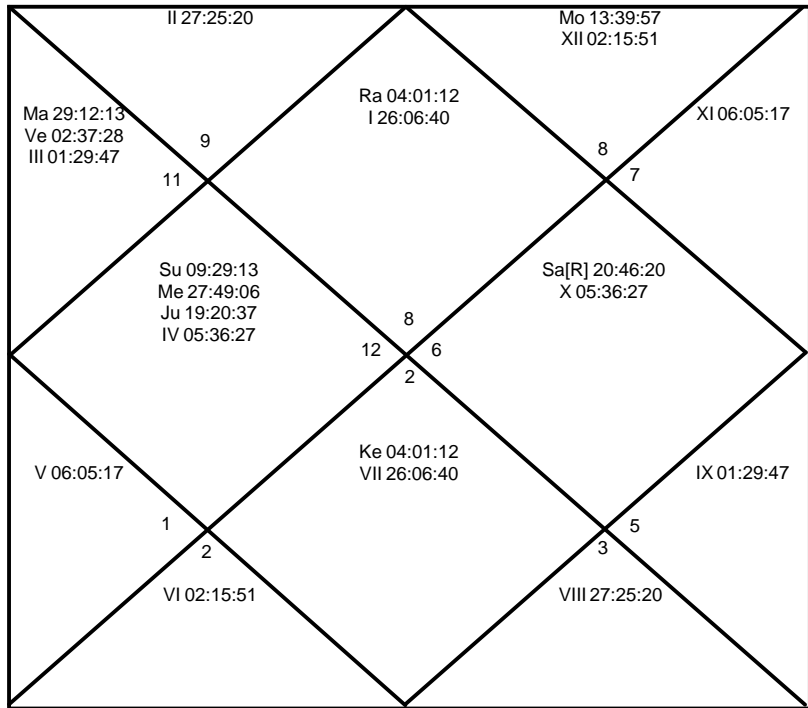 II 27:25:20
Mo 13:39:57
XII 02:15:51
Ma 29:12:13
Ve 02:37:28
III 01:29:47
Ra 04:01:12
I 26:06:40
XI 06:05:17
9
8
11
7
Su 09:29:13
Me 27:49:06
Ju 19:20:37
IV 05:36:27
Sa[R] 20:46:20
X 05:36:27
8
12
6
2
V 06:05:17
Ke 04:01:12
VII 26:06:40
IX 01:29:47
1
5
2
3
VI 02:15:51
VIII 27:25:20